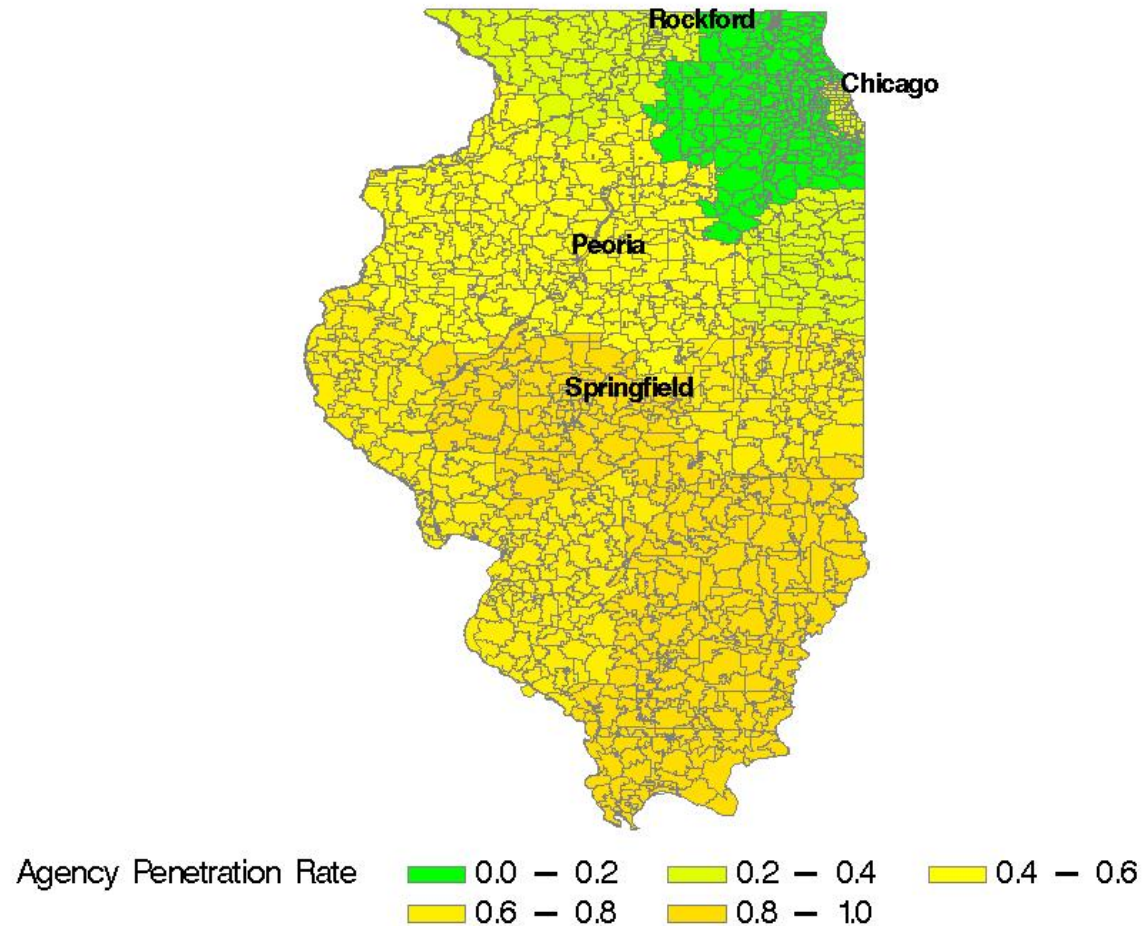 Rockford
Chicago
Peoria
Springfield
Agency Penetration Rate 0.0 — 0.2 0.2 — 0.4 0.4 — 0.6
0.6 — 0.8 0.8 — 1.0